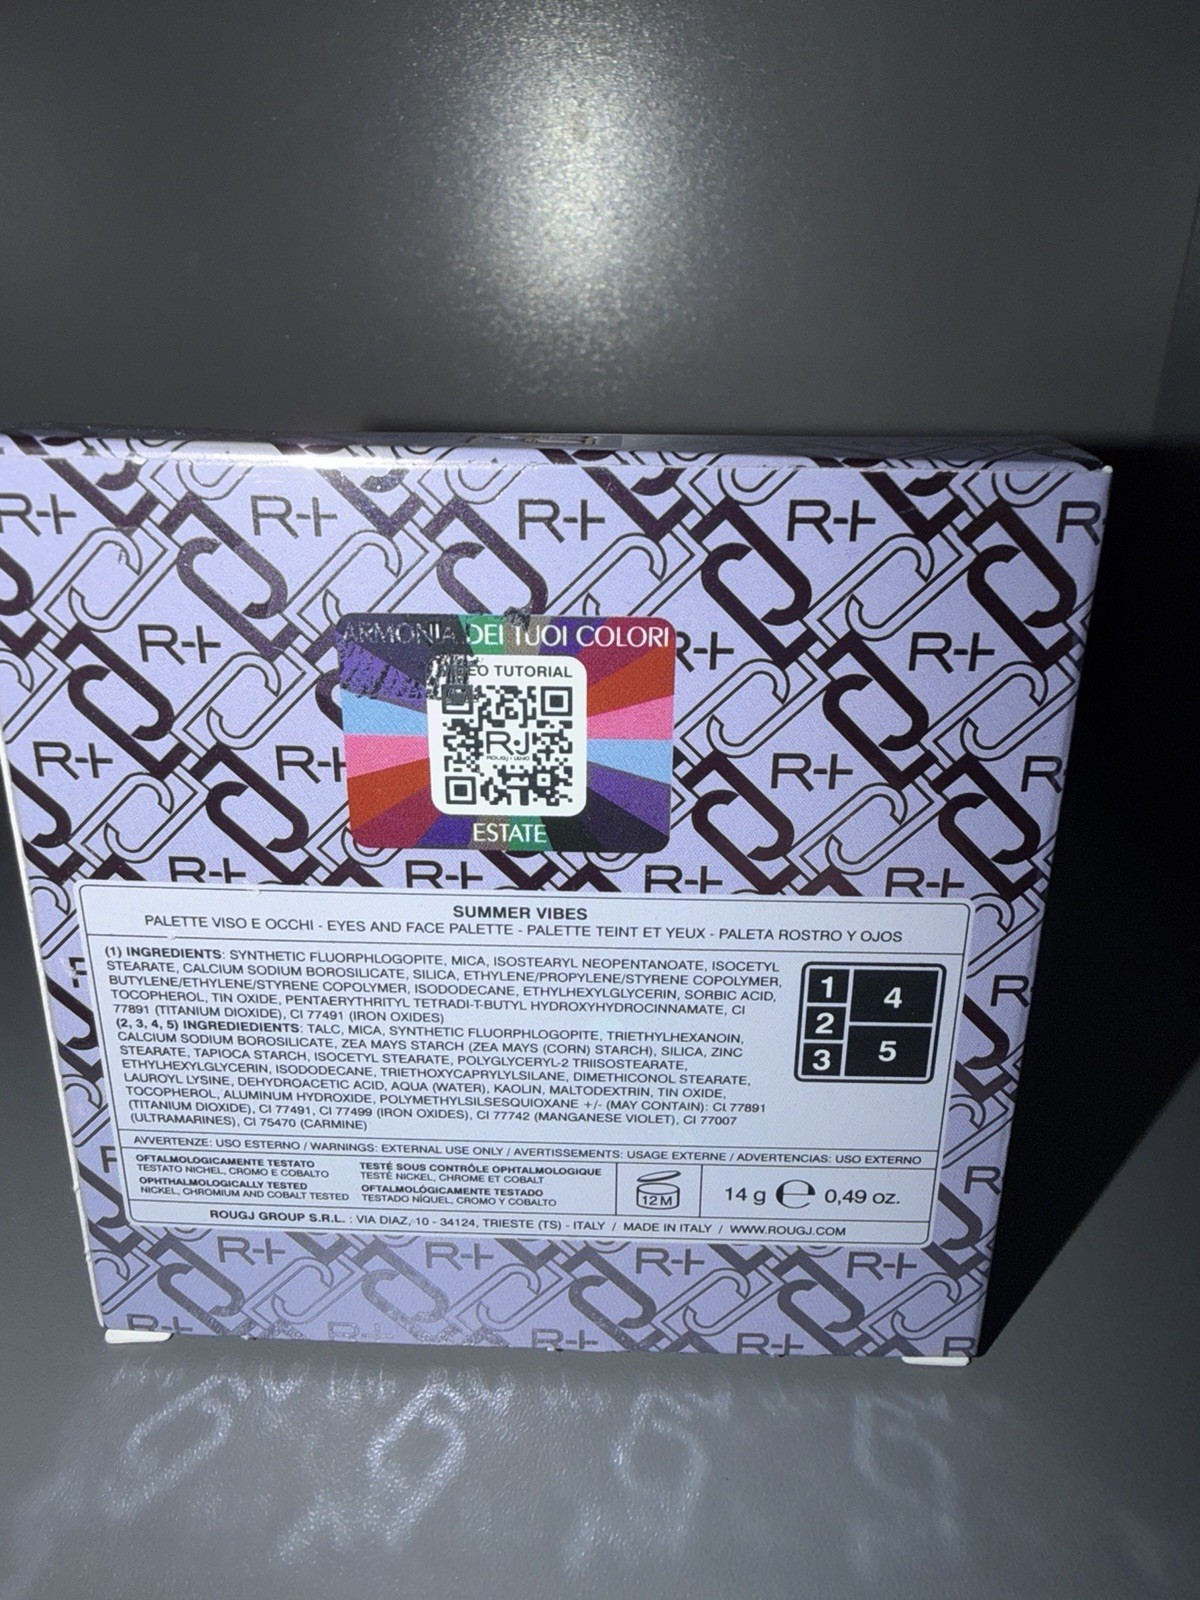 ARMONIA DEI TUOI COLORI
EO TUTORIAL
RJ
ESTATE
SUMMER VIBES
PALETTE VISO E OCCHI - EYES AND FACE PALETTE - PALETTE TEINT ET YEUX - PALETA ROSTRO Y OJOS
(1) INGREDIENTS: SYNTHETIC FLUORPHLOGOPITE, MICA, ISOSTEARYL NEOPENTANOATE, ISOCETYL
STEARATE, CALCIUM SODIUM BOROSILICATE, SILICA, ETHYLENE/PROPYLENE/STYRENE COPOLYMER,
BUTYLENE/ETHYLENE/STYRENE COPOLYMER, ISODODECANE, ETHYLHEXYLGLYCERIN, SORBIC ACID,
TOCOPHEROL, TIN OXIDE, PENTAERYTHRITYL TETRADI-T-BUTYL HYDROXYHYDROCINNAMATE, CI
77891 (TITANIUM DIOXIDE), CI 77491 (IRON OXIDES)
(2, 3, 4, 5) INGREDIEDIENTS: TALC, MICA, SYNTHETIC FLUORPHLOGOPITE, TRIETHYLHEXANOIN,
CALCIUM SODIUM BOROSILICATE, ZEA MAYS STARCH (ZEA MAYS (CORN) STARCH), SILICA, ZINC
STEARATE, TAPIOCA STARCH, ISOCETYL STEARATE, POLYGLYCERYL-2 TRIISOSTEARATE,
ETHYLHEXYLGLYCERIN, ISODODECANE, TRIETHOXYCAPRYLYLSILANE, DIMETHICONOL STEARATE,
LAUROYL LYSINE, DEHYDROACETIC ACID, AQUA (WATER), KAOLIN, MALTODEXTRIN, TIN OXIDE,
TOCOPHEROL, ALUMINUM HYDROXIDE, POLYMETHYLSILSESQUIOXANE +/- (MAY CONTAIN): CI 77891
(TITANIUM DIOXIDE), CI 77491, CI 77499 (IRON OXIDES), CI 77742 (MANGANESE VIOLET), CI 77007
(ULTRAMARINES), CI 75470 (CARMINE)
1
2
3
4
5
AVVERTENZE: USO ESTERNO / WARNINGS: EXTERNAL USE ONLY / AVERTISSEMENTS: USAGE EXTERNE / ADVERTENCIAS: USO EXTERNO
OFTALMOLOGICAMENTE TESTATO
TESTATO NICHEL, CROMO E COBALTO
OPHTHALMOLOGICALLY TESTED
NICKEL, CHROMIUM AND COBALT TESTED
TESTÉ SOUS CONTRÔLE OPHTALMOLOGIQUE
TESTÉ NICKEL, CHROME ET COBALT
OFTALMOLÓGICAMENTE TESTADO
TESTADO NÍQUEL, CROMO Y COBALTO
12 M
14 g e 0,49 oz.
ROUGJ GROUP S.R.L. : VIA DIAZ, 10 - 34124, TRIESTE (TS) - ITALY / MADE IN ITALY / WWW.ROUGJ.COM